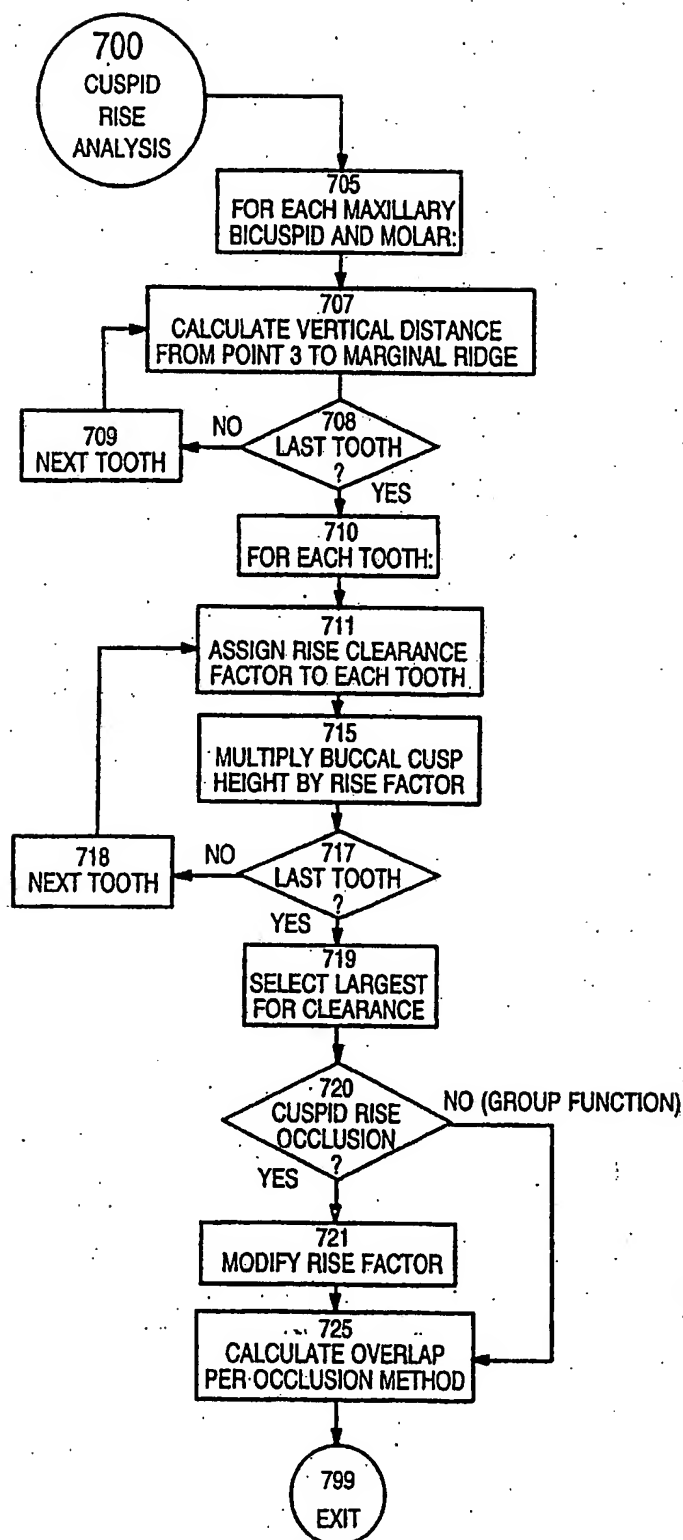 700
CUSPID
RISE
ANALYSIS
705
FOR EACH MAXILLARY
BICUSPID AND MOLAR:
707
CALCULATE VERTICAL DISTANCE
FROM POINT 3 TO MARGINAL RIDGE
709
NEXT TOOTH
NO
708
LAST TOOTH
?
YES
710
FOR EACH TOOTH:
711
ASSIGN RISE CLEARANCE
FACTOR TO EACH TOOTH
715
MULTIPLY BUCCAL CUSP
HEIGHT BY RISE FACTOR
718
NEXT TOOTH
NO
717
LAST TOOTH
?
YES
719
SELECT LARGEST
FOR CLEARANCE
720
CUSPID RISE
OCCLUSION
?
NO (GROUP FUNCTION)
YES
721
MODIFY RISE FACTOR
725
CALCULATE OVERLAP
PER OCCLUSION METHOD
799
EXIT